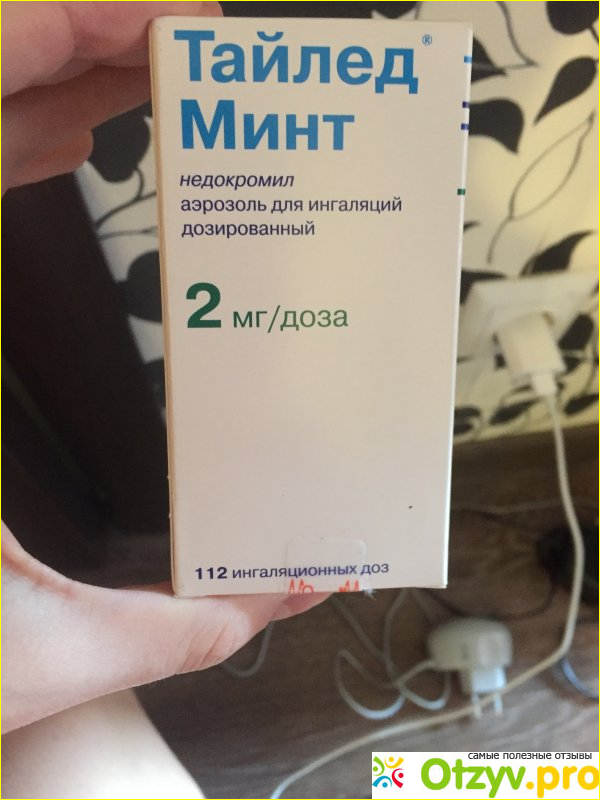 Тайлед®
Минт
недокромил
аэрозоль для ингаляций
дозированный
2 мг/доза
112 ингаляционных доз
самые полезные отзывы
Otzyv.pro